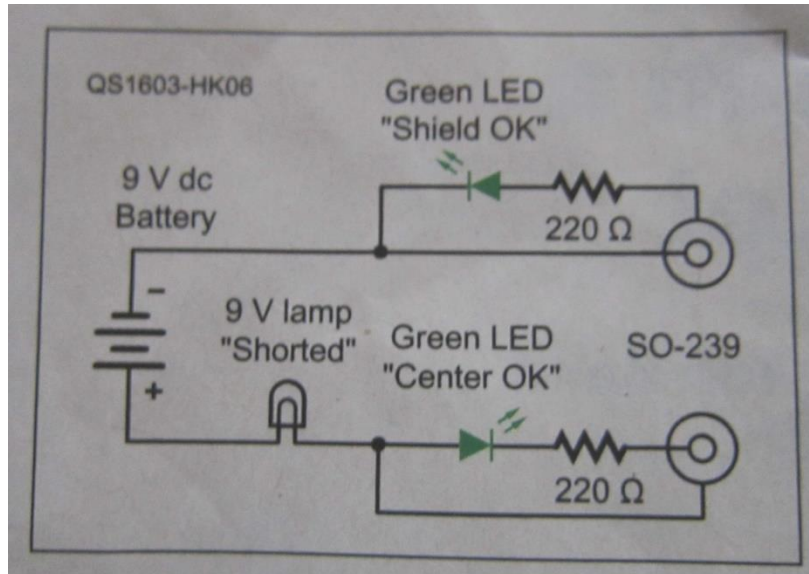 QS1603-HK06
Green LED
"Shield OK"
9 V dc
Battery
220 Ω
−
9 V lamp
"Shorted"
Green LED
"Center OK"
SO-239
+
220 Ω